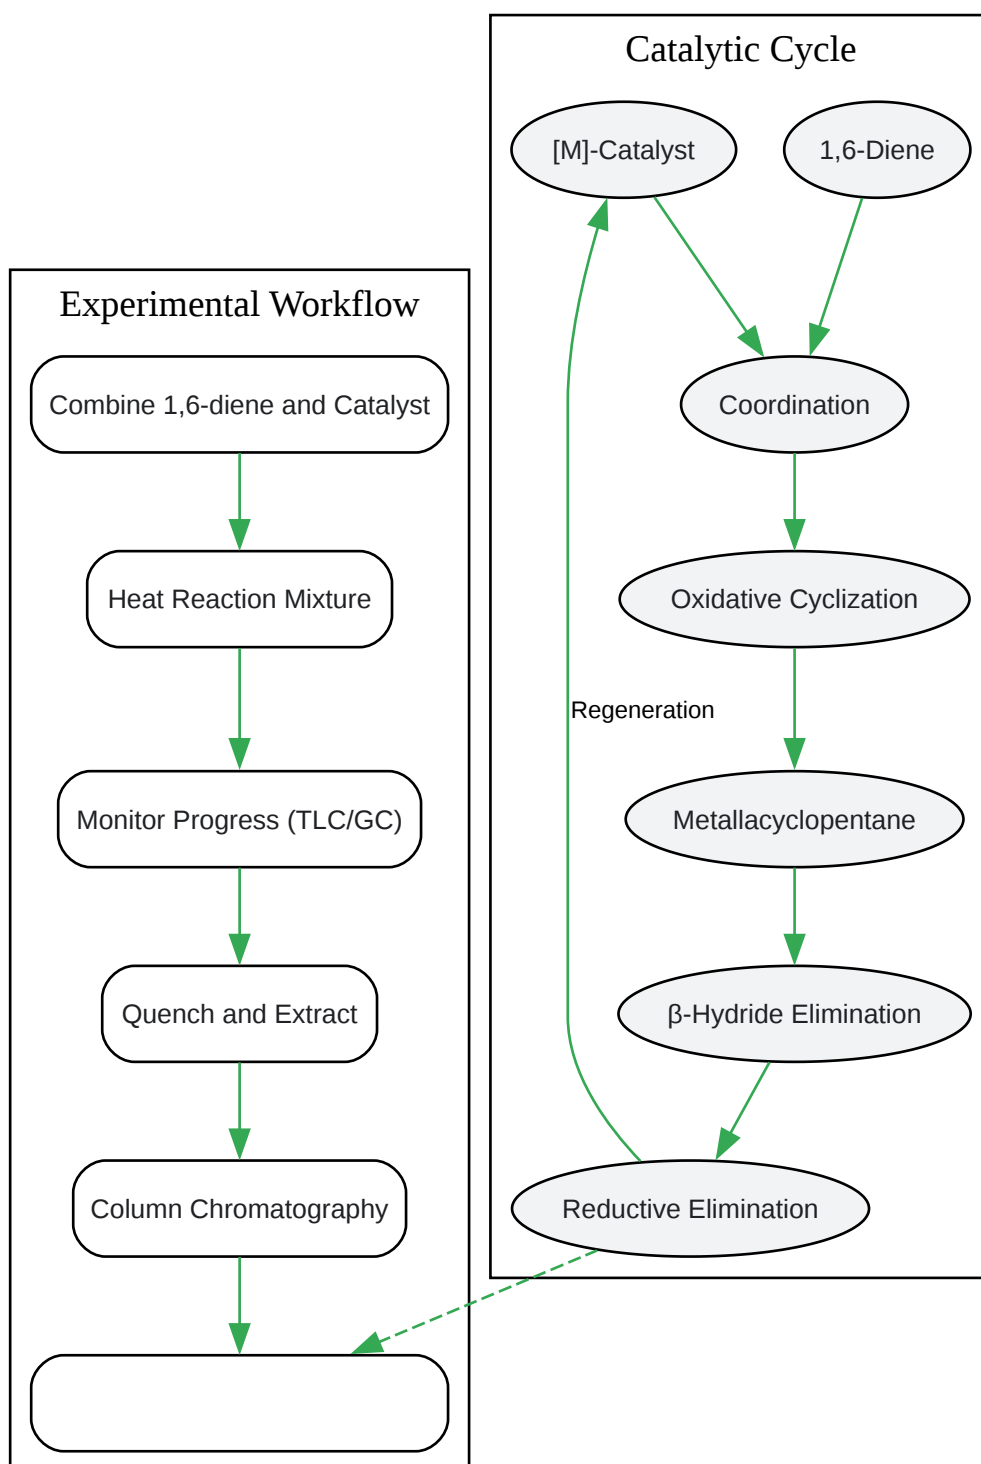 Catalytic Cycle
[M]-Catalyst
1,6-Diene
Coordination
Oxidative Cyclization
Regeneration
Metallacyclopentane
β-Hydride Elimination
Reductive Elimination
Experimental Workflow
Combine 1,6-diene and Catalyst
Heat Reaction Mixture
Monitor Progress (TLC/GC)
Quench and Extract
Column Chromatography